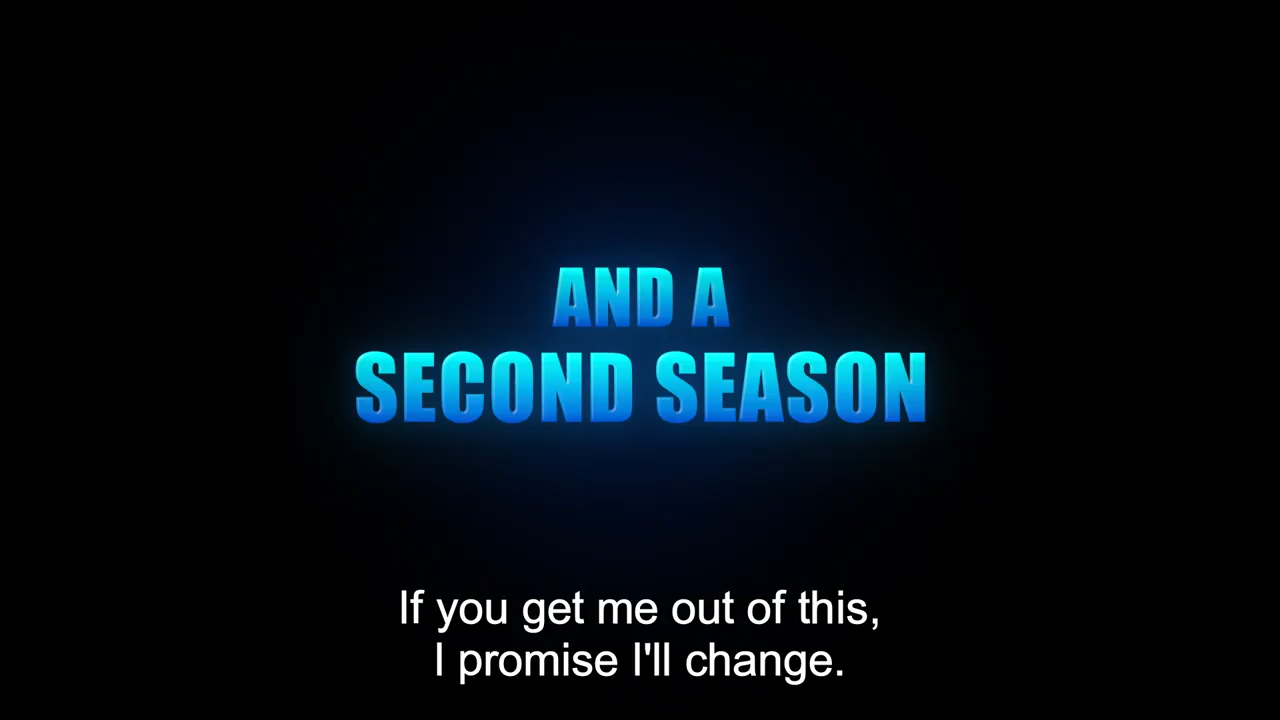 AND A
SECOND SEASON
If you get me out of this,
I promise I'll change.